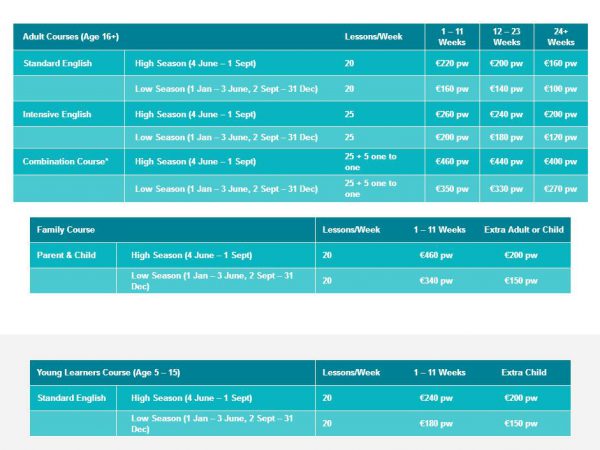 Adult Courses (Age 16+) Lessons/Week 1 – 11 Weeks 12 – 23 Weeks 24+ Weeks
Standard English High Season (4 June – 1 Sept) 20 €220 pw €200 pw €160 pw
Low Season (1 Jan – 3 June, 2 Sept – 31 Dec) 20 €160 pw €140 pw €100 pw
Intensive English High Season (4 June – 1 Sept) 25 €260 pw €240 pw €200 pw
Low Season (1 Jan – 3 June, 2 Sept – 31 Dec) 25 €200 pw €180 pw €120 pw
Combination Course* High Season (4 June – 1 Sept) 25 + 5 one to one €460 pw €440 pw €400 pw
Low Season (1 Jan – 3 June, 2 Sept – 31 Dec) 25 + 5 one to one €350 pw €330 pw €270 pw
Family Course Lessons/Week 1 – 11 Weeks Extra Adult or Child
Parent & Child High Season (4 June – 1 Sept) 20 €460 pw €200 pw
Low Season (1 Jan – 3 June, 2 Sept – 31 Dec) 20 €340 pw €150 pw
Young Learners Course (Age 5 – 15) Lessons/Week 1 – 11 Weeks Extra Child
Standard English High Season (4 June – 1 Sept) 20 €240 pw €200 pw
Low Season (1 Jan – 3 June, 2 Sept – 31 Dec) 20 €180 pw €150 pw